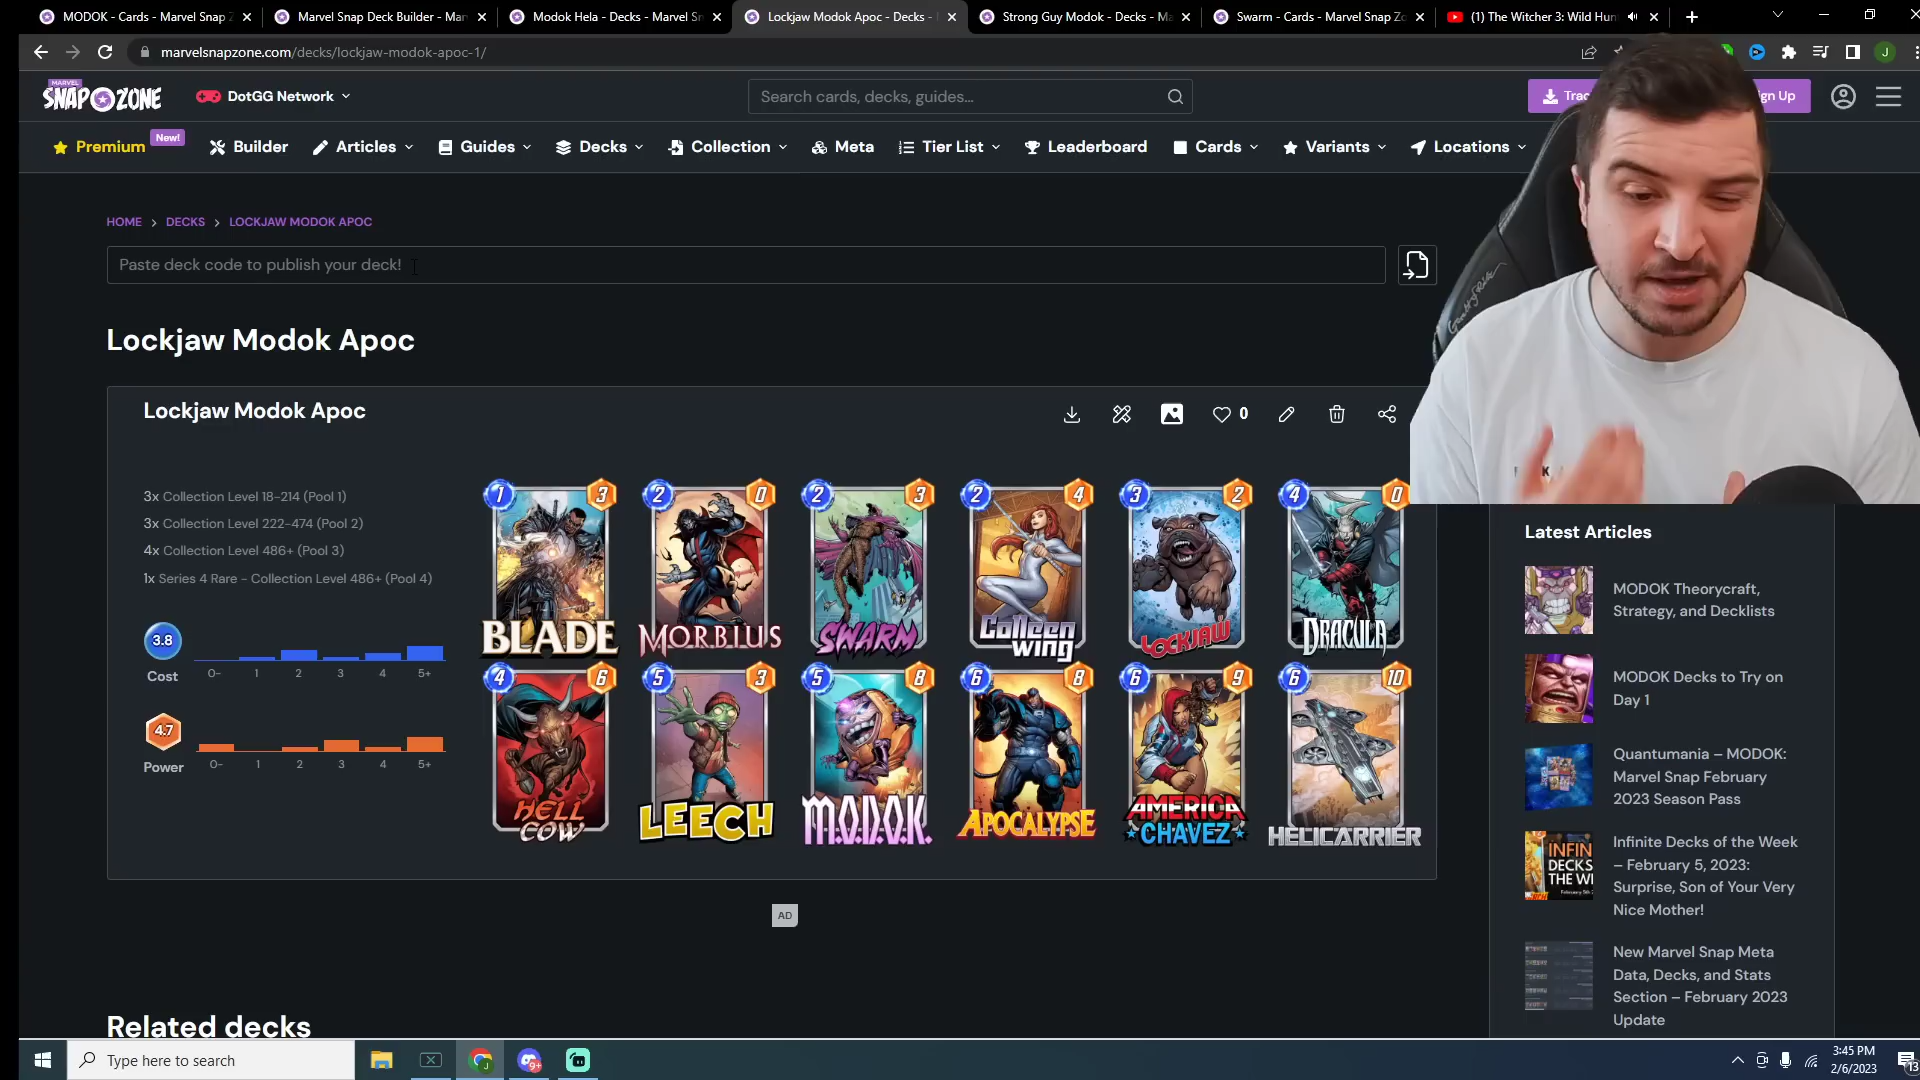 MODOK - Cards - Marvel Snap Z
Marvel Snap Deck Builder - Mar
Modok Hela - Decks - Marvel Sn
Lockjaw Modok Apoc - Decks -
Strong Guy Modok - Decks - Ma
Swarm - Cards - Marvel Snap Zo
(1) The Witcher 3: Wild Hun
marvelsnapzone.com/decks/lockjaw-modok-apoc-1/
J
MARVEL
SNAP ZONE
DotGG Network
Search cards, decks, guides...
Trac
gn Up
Premium
New!
Builder
Articles
Guides
Decks
Collection
Meta
Tier List
Leaderboard
Cards
Variants
Locations
HOME > DECKS > LOCKJAW MODOK APOC
Paste deck code to publish your deck!
Lockjaw Modok Apoc
Lockjaw Modok Apoc
0
3x Collection Level 18-214 (Pool 1)
3x Collection Level 222-474 (Pool 2)
4x Collection Level 486+ (Pool 3)
1x Series 4 Rare - Collection Level 486+ (Pool 4)
3.8
Cost
0- 1 2 3 4 5+
4.7
Power
0- 1 2 3 4 5+
1 3 2 0 2 3 2 4 3 2 4 0
BLADE
MORBIUS
SWARM
Colleen
wing
LOCKJAW
DRACULA
4 6 5 3 5 8 6 8 6 9 6 10
HELL
COW
LEECH
M.O.D.O.K.
APOCALYPSE
AMERICA
CHAVEZ
HELICARRIER
AD
Related decks
Latest Articles
MODOK Theorycraft,
Strategy, and Decklists
MODOK Decks to Try on
Day 1
Quantumania – MODOK:
Marvel Snap February
2023 Season Pass
Infinite Decks of the Week
– February 5, 2023:
Surprise, Son of Your Very
Nice Mother!
New Marvel Snap Meta
Data, Decks, and Stats
Section – February 2023
Update
Type here to search
9+
3:45 PM
2/6/2023
13